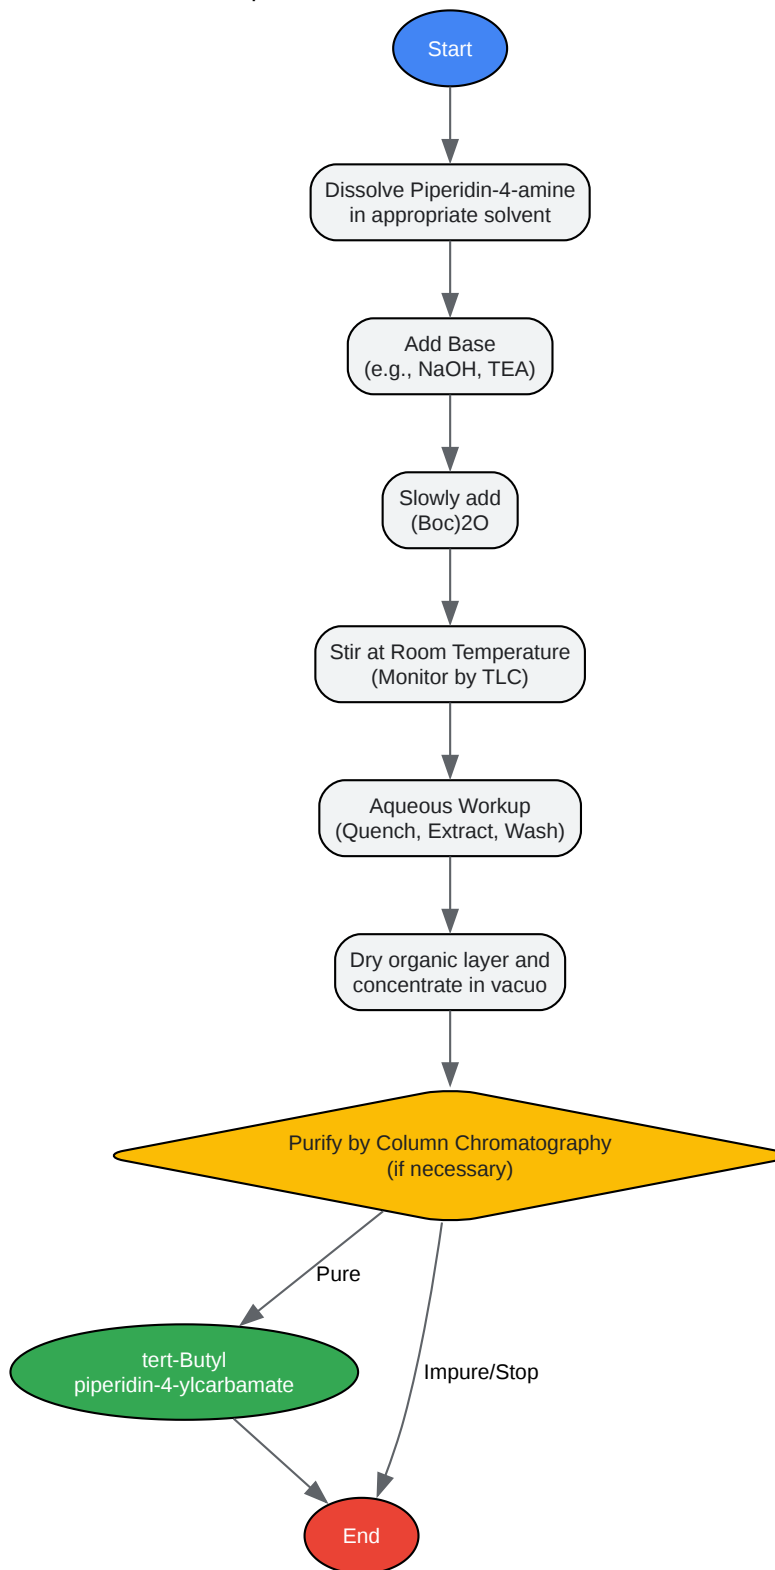 Start
Dissolve Piperidin-4-amine
in appropriate solvent
Add Base
(e.g., NaOH, TEA)
Slowly add
(Boc)2O
Stir at Room Temperature
(Monitor by TLC)
Aqueous Workup
(Quench, Extract, Wash)
Dry organic layer and
concentrate in vacuo
Purify by Column Chromatography
(if necessary)
Pure
tert-Butyl
piperidin-4-ylcarbamate
Impure/Stop
End